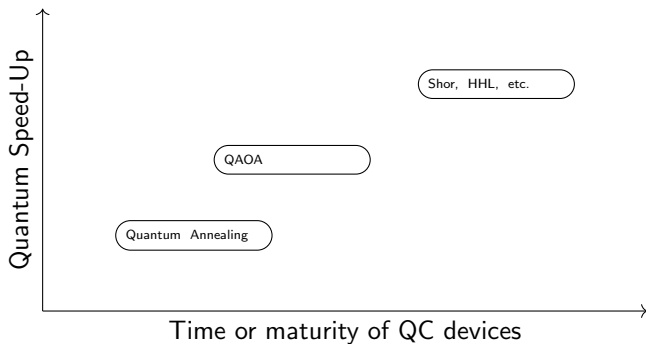 Quantum Speed-Up
Shor, HHL, etc.
QAOA
Quantum Annealing
Time or maturity of QC devices